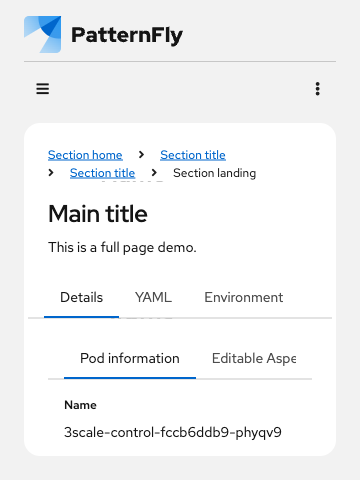 PatternFly
Section home > Section title
> Section title > Section landing
Main title
This is a full page demo.
Details YAML Environment
Pod information Editable Aspe
Name
3scale-control-fccb6ddb9-phyqv9